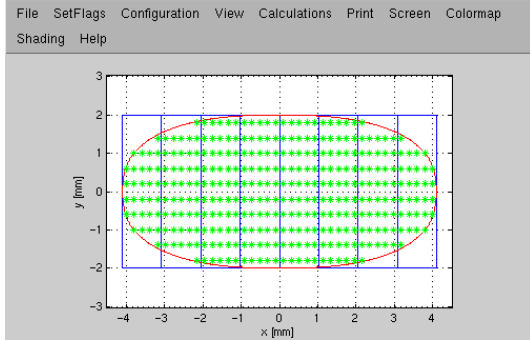 File SetFlags Configuration View Calculations Print Screen Colormap
Shading Help
3
2
1
0
−1
−2
−3
y [mm]
−4 −3 −2 −1 0 1 2 3 4
x [mm]